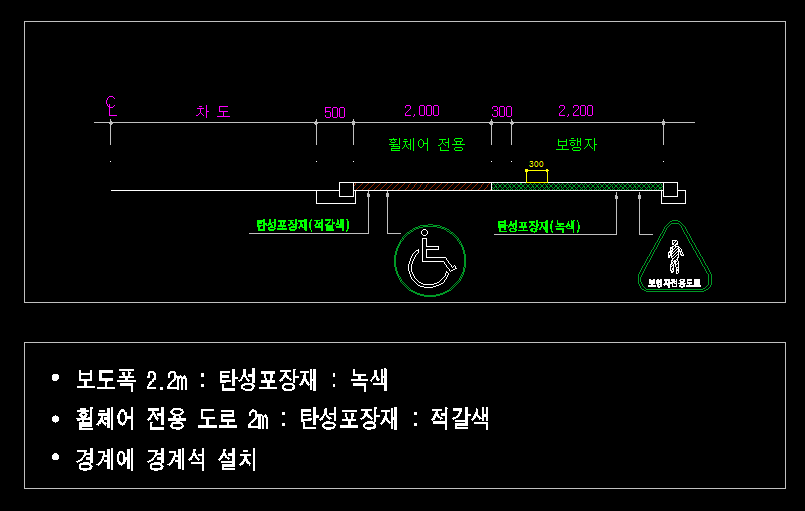 CL 차 도 500 2,000 300 2,200
휠체어 전용 보행자
300
탄성포장재(적갈색) 탄성포장재(녹색)
보행자전용도로
• 보도폭 2.2m : 탄성포장재 : 녹색
• 휠체어 전용 도로 2m : 탄성포장재 : 적갈색
• 경계에 경계석 설치